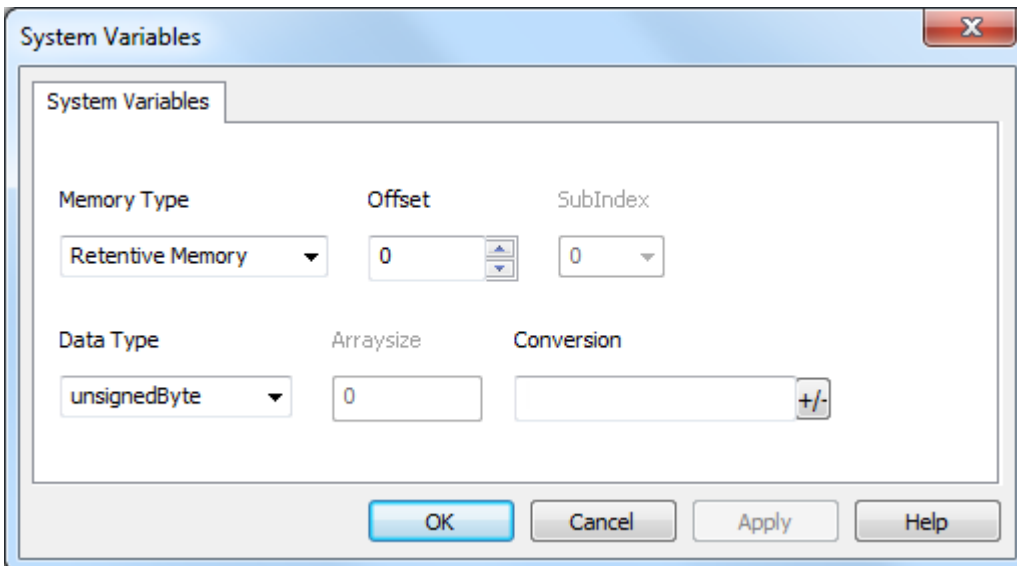 System Variables
System Variables
Memory Type Offset SubIndex
Retentive Memory 0 0
Data Type Arraysize Conversion
unsignedByte 0 +/-
OK Cancel Apply Help